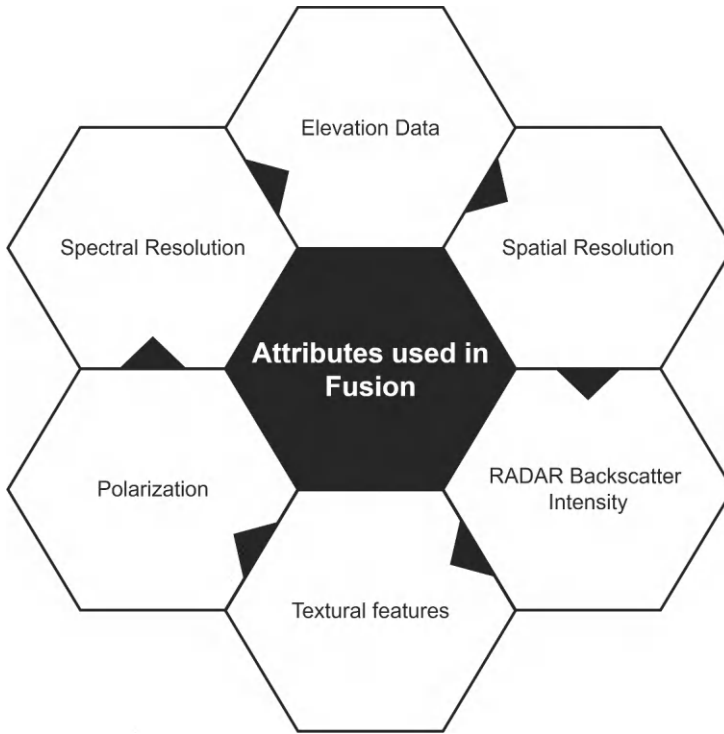 Elevation Data
Spectral Resolution
Spatial Resolution
Attributes used in
Fusion
Polarization
RADAR Backscatter
Intensity
Textural features